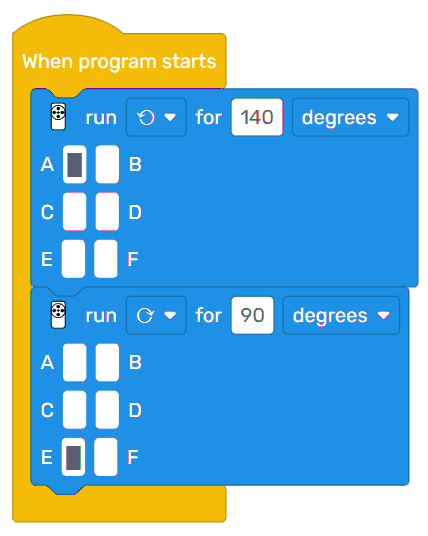 When program starts
run for 140 degrees
A B
C D
E F
run for 90 degrees
A B
C D
E F